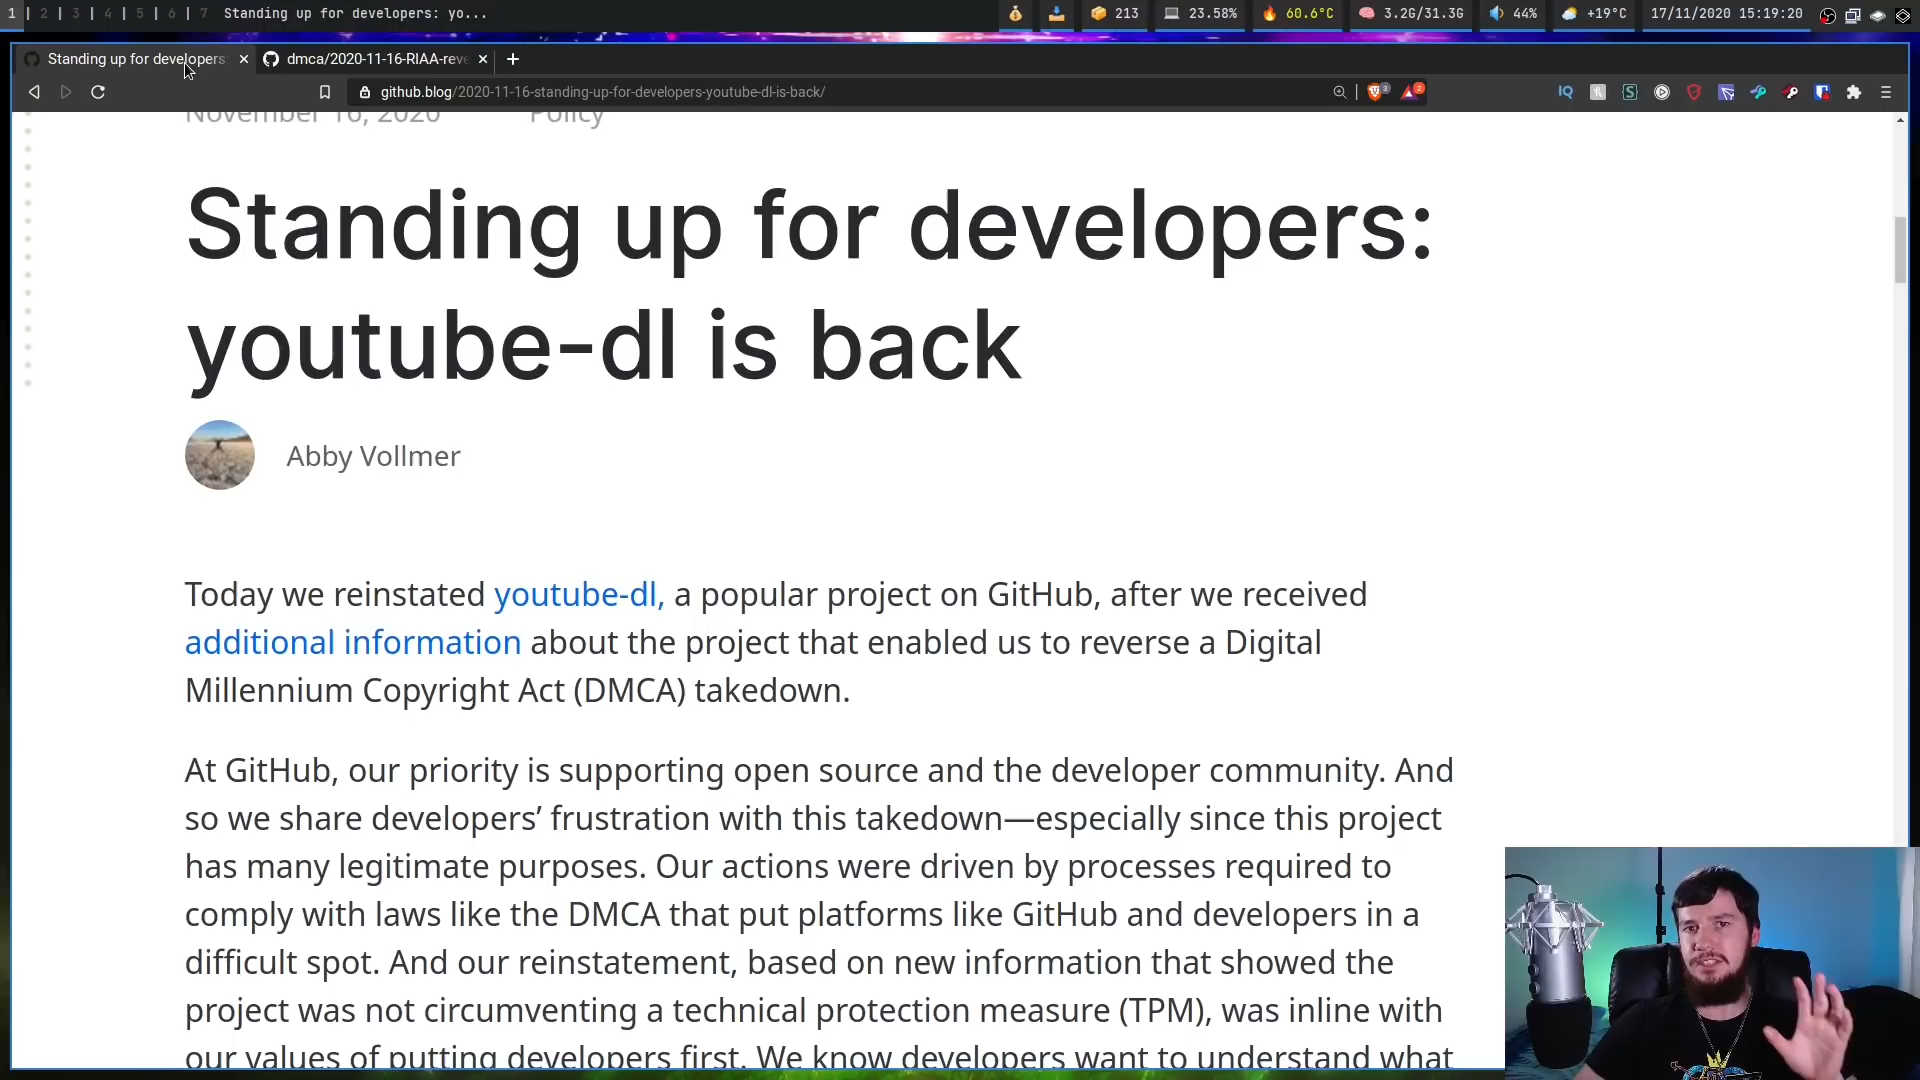 1 | 2 | 3 | 4 | 5 | 6 | 7 Standing up for developers: yo... 213 23.58% 60.6°C 3.2G/31.3G 44% +19°C 17/11/2020 15:19:20
Standing up for developers: dmca/2020-11-16-RIAA-reve
github.blog/2020-11-16-standing-up-for-developers-youtube-dl-is-back/ 3 2 IQ
November 16, 2020 Policy
Standing up for developers:
youtube-dl is back
Abby Vollmer
Today we reinstated youtube-dl, a popular project on GitHub, after we received
additional information about the project that enabled us to reverse a Digital
Millennium Copyright Act (DMCA) takedown.
At GitHub, our priority is supporting open source and the developer community. And
so we share developers’ frustration with this takedown—especially since this project
has many legitimate purposes. Our actions were driven by processes required to
comply with laws like the DMCA that put platforms like GitHub and developers in a
difficult spot. And our reinstatement, based on new information that showed the
project was not circumventing a technical protection measure (TPM), was inline with
our values of putting developers first. We know developers want to understand what